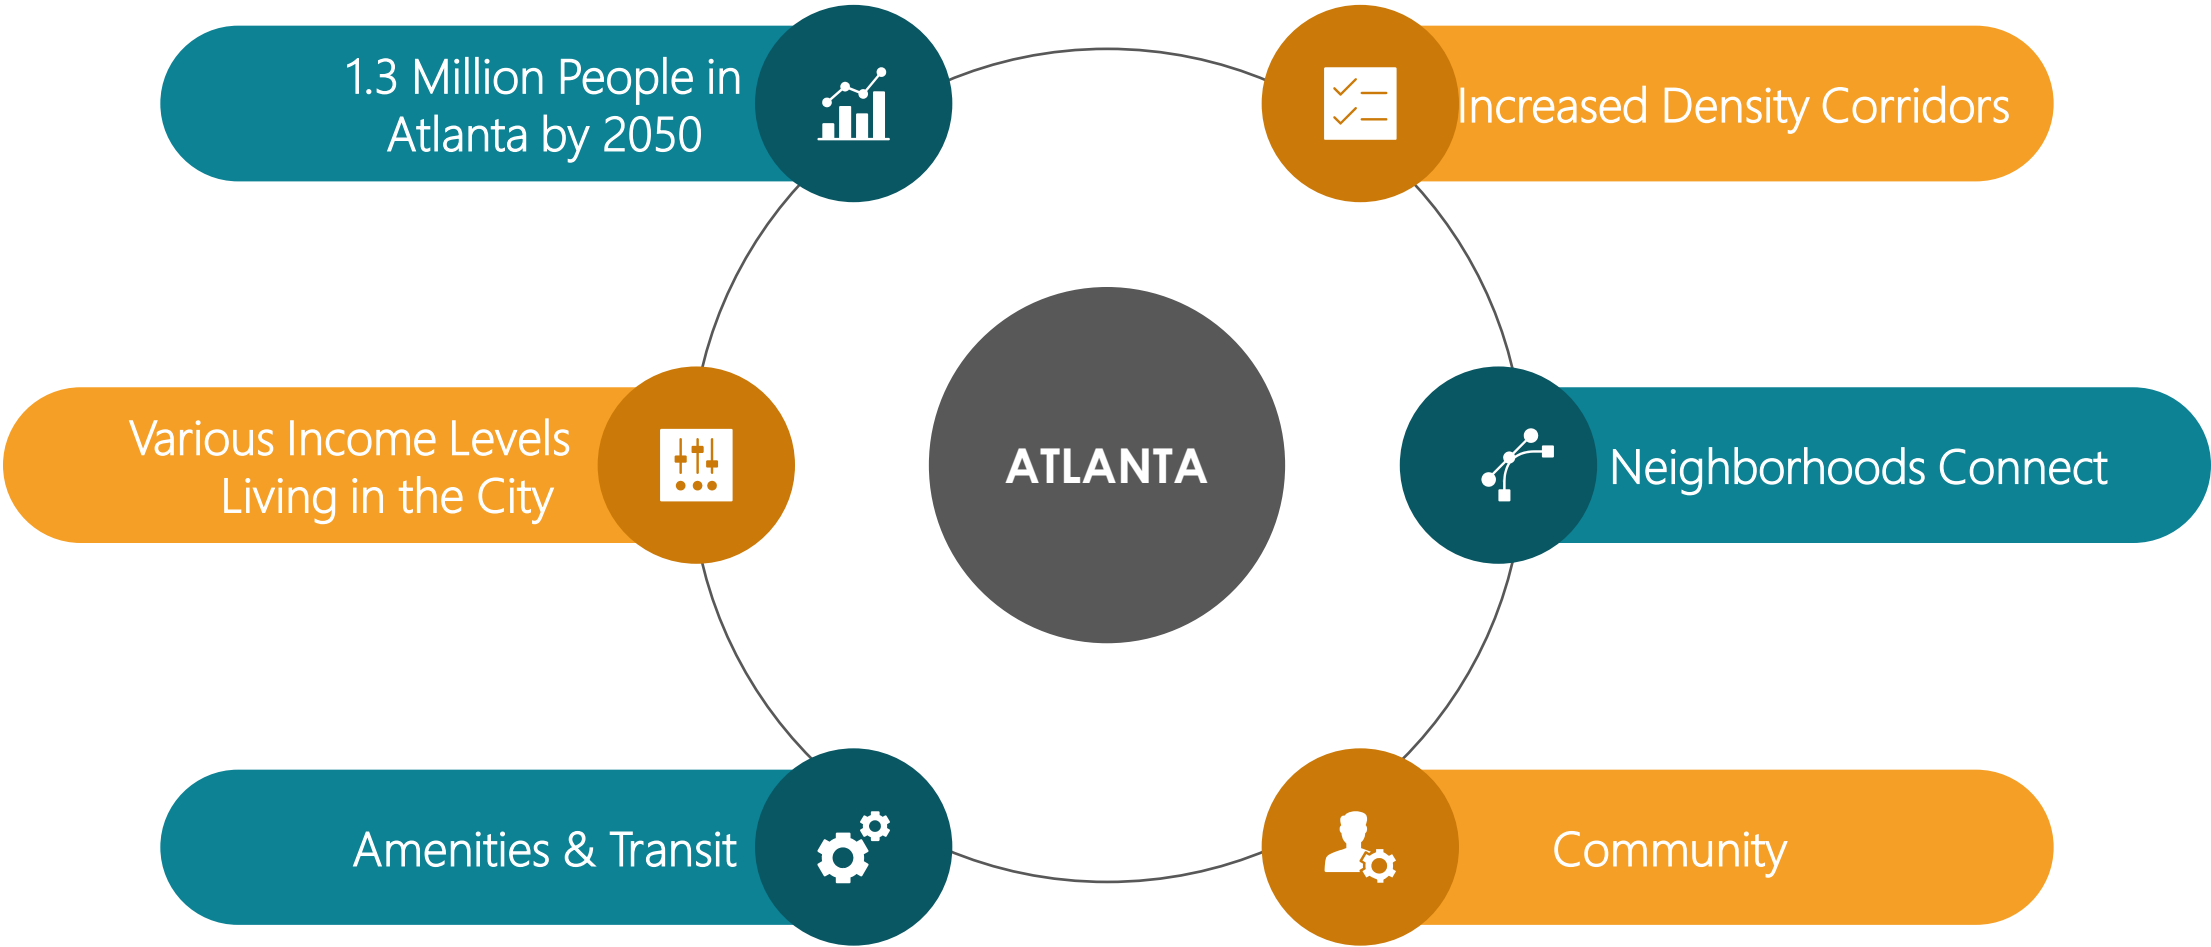 1.3 Million People in
Atlanta by 2050
Increased Density Corridors
Various Income Levels
Living in the City
ATLANTA
Neighborhoods Connect
Amenities & Transit
Community